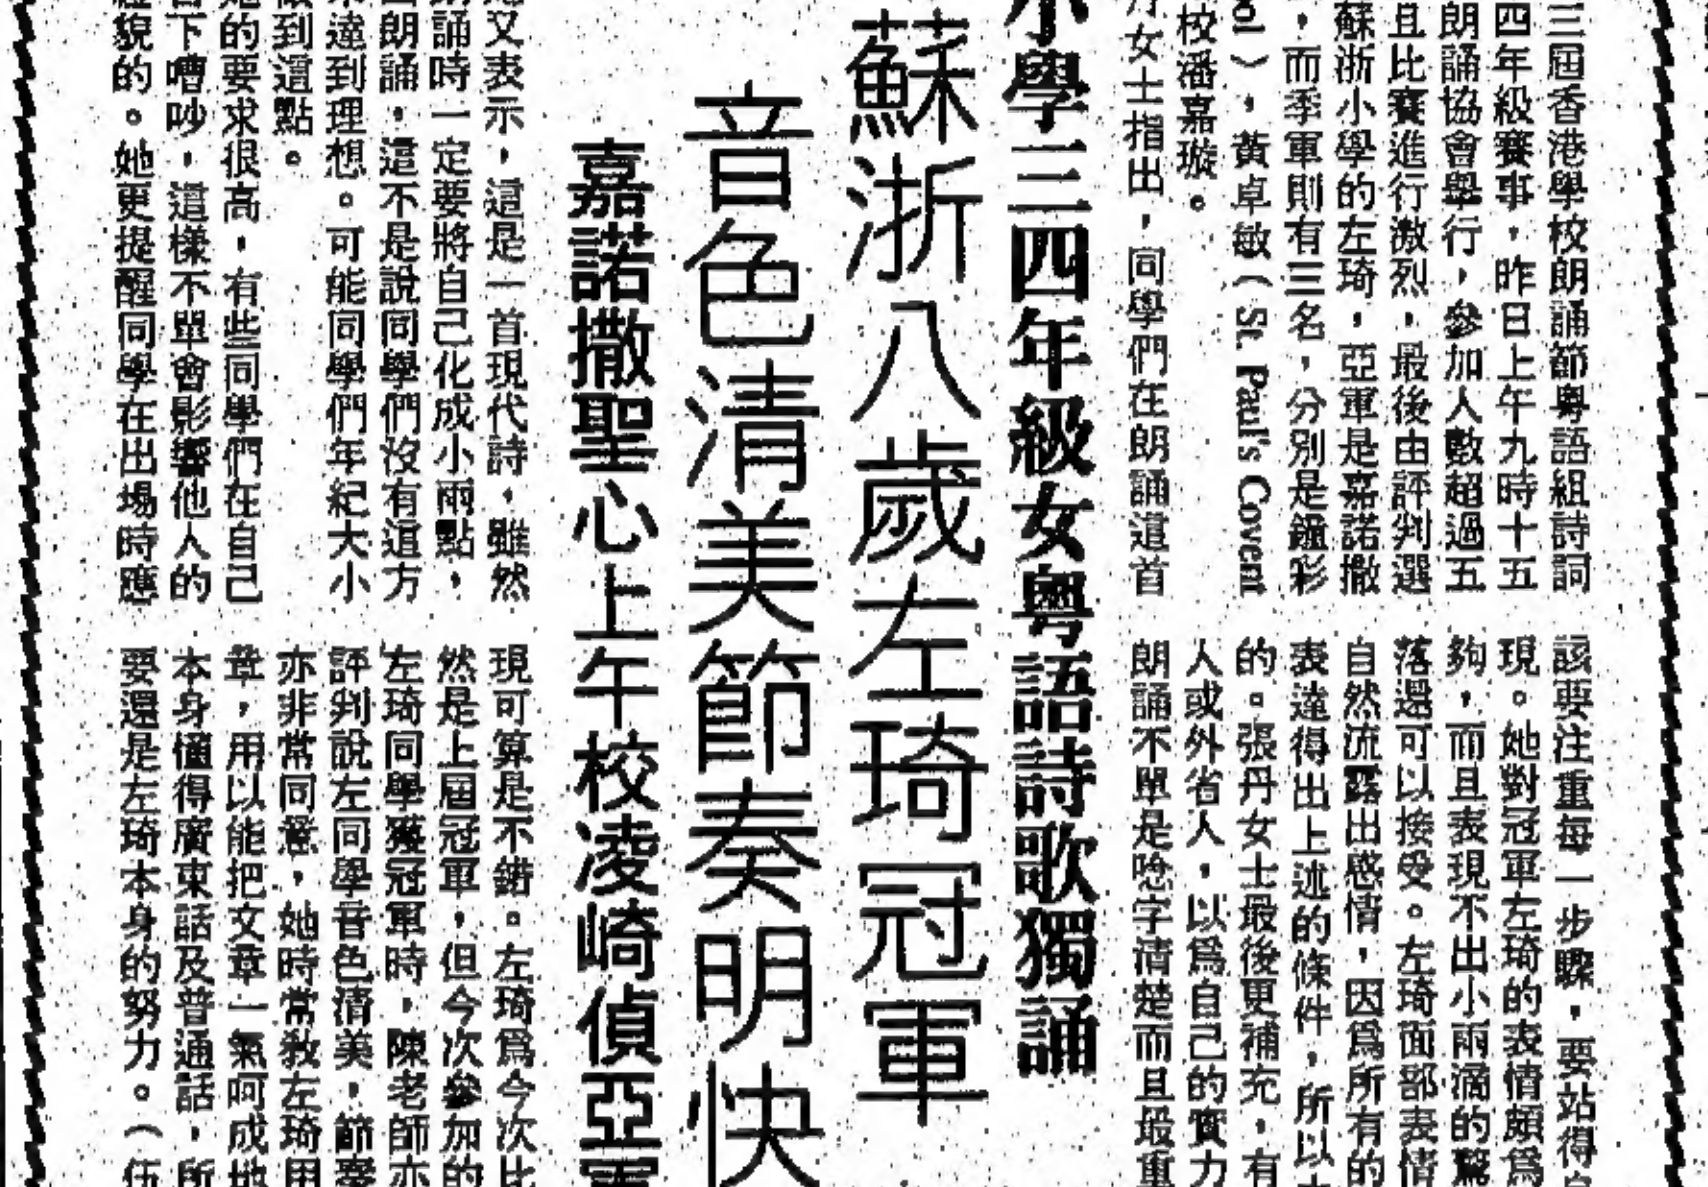 三屆香港學校朗誦節粵語組詩詞
四年級賽事，昨日上午九時十五
朗誦協會舉行，參加人數超過五
且比賽進行激烈，最後由評判選
蘇浙小學的左琦，亞軍是嘉諾撒
，而季軍則有三名，分別是鐘彩
ol），黃卓敏（St. Paul's Covent
校潘嘉璇。
女士指出，同學們在朗誦這首
小學三四年級女粵語詩歌獨誦
蘇浙八歲左琦冠軍
音色清美節奏明快
嘉諾撒聖心上午校凌崎偵亞軍
又表示，這是一首現代詩，雖然
誦時一定要將自己化成小雨點，
朗誦，這不是說同學們沒有這方
達到理想。可能同學們年紀大小
做到這點。
她的要求很高，有些同學們在自己
台下嘈吵，這樣不單會影響他人的
禮貌的。她更提醒同學在出場時應
該要注重每一步驟，要站得
現。她對冠軍左琦的表情頗爲
夠，而且表現不出小雨滴的驚
落還可以接受。左琦面部表情
自然流露出感情，因爲所有的
表達得出上述的條件，所以
的。張丹女士最後更補充，有
人或外省人，以爲自己的實力
朗誦不單是唸字清楚而且最重
現可算是不錯。左琦爲今次比
然是上屆冠軍，但今次參加的
左琦同學獲冠軍時，陳老師亦
評判說左同學音色清美，節奏
亦非常同意，她時常教左琦用
章，用以能把文章一氣呵成地
本身懂得廣東話及普通話，所
要還是左琦本身的努力。（伍